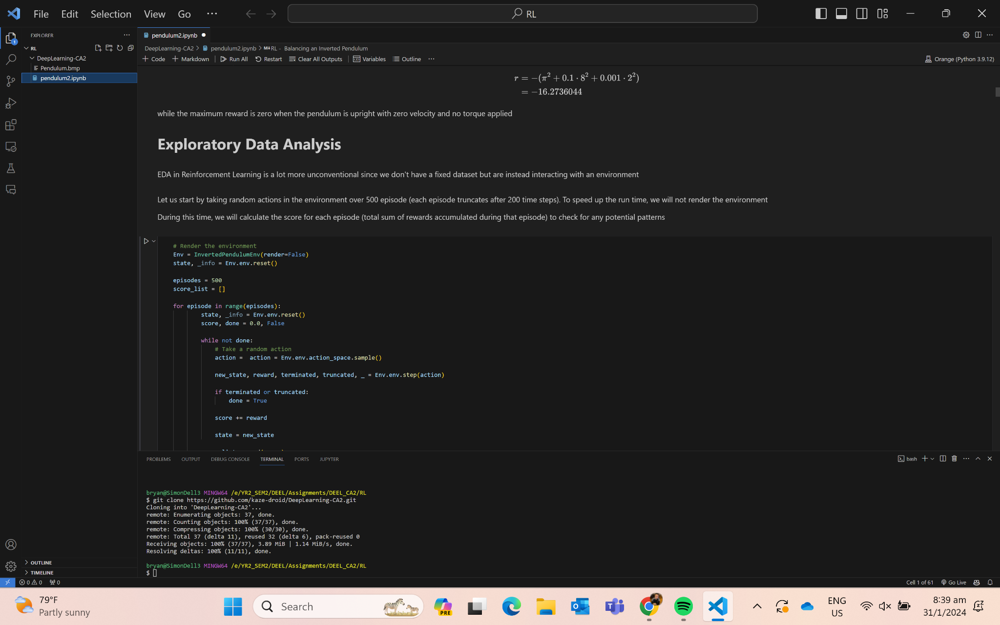 File Edit Selection View Go ··· RL
EXPLORER ···
pendulum2.ipynb
RL
DeepLearning-CA2
Pendulum.bmp
pendulum2.ipynb
DeepLearning-CA2 > pendulum2.ipynb > M↓RL - Balancing an Inverted Pendulum
+ Code + Markdown | Run All Restart Clear All Outputs | Variables Outline ···
Orange (Python 3.9.12)
r = −(π² + 0.1 · 8² + 0.001 · 2²)
= −16.2736044
while the maximum reward is zero when the pendulum is upright with zero velocity and no torque applied
Exploratory Data Analysis
EDA in Reinforcement Learning is a lot more unconventional since we don't have a fixed dataset but are instead interacting with an environment
Let us start by taking random actions in the environment over 500 episode (each episode truncates after 200 time steps). To speed up the run time, we will not render the environment
During this time, we will calculate the score for each episode (total sum of rewards accumulated during that episode) to check for any potential patterns
# Render the environment
Env = InvertedPendulumEnv(render=False)
state, _info = Env.env.reset()
episodes = 500
score_list = []
for episode in range(episodes):
state, _info = Env.env.reset()
score, done = 0.0, False
while not done:
# Take a random action
action =  action = Env.env.action_space.sample()
new_state, reward, terminated, truncated, _ = Env.env.step(action)
if terminated or truncated:
done = True
score += reward
state = new_state
PROBLEMS OUTPUT DEBUG CONSOLE TERMINAL PORTS JUPYTER
bash
bryan@SimonDell3 MINGW64 /e/YR2_SEM2/DEEL/Assignments/DEEL_CA2/RL
$ git clone https://github.com/kaze-droid/DeepLearning-CA2.git
Cloning into 'DeepLearning-CA2'...
remote: Enumerating objects: 37, done.
remote: Counting objects: 100% (37/37), done.
remote: Compressing objects: 100% (30/30), done.
remote: Total 37 (delta 11), reused 32 (delta 6), pack-reused 0
Receiving objects: 100% (37/37), 3.89 MiB | 1.14 MiB/s, done.
Resolving deltas: 100% (11/11), done.
bryan@SimonDell3 MINGW64 /e/YR2_SEM2/DEEL/Assignments/DEEL_CA2/RL
$
OUTLINE
TIMELINE
0 0 0
Cell 1 of 61 Go Live
79°F
Partly sunny
Search
PRE
ENG
US
8:39 am
31/1/2024